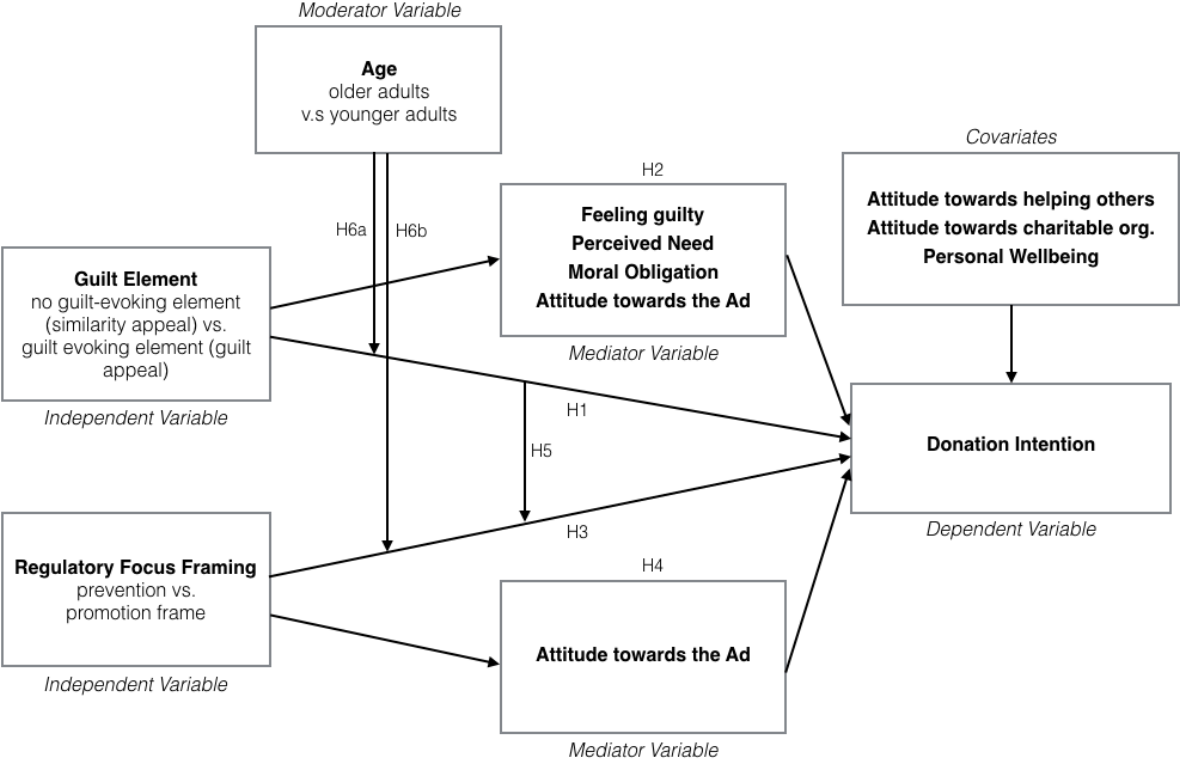 Moderator Variable
Age
older adults
v.s younger adults
Covariates
Attitude towards helping others
Attitude towards charitable org.
Personal Wellbeing
H2
Feeling guilty
Perceived Need
Moral Obligation
Attitude towards the Ad
Mediator Variable
H6a
H6b
Guilt Element
no guilt-evoking element
(similarity appeal) vs.
guilt evoking element (guilt
appeal)
Independent Variable
H1
H5
H3
Donation Intention
Dependent Variable
Regulatory Focus Framing
prevention vs.
promotion frame
Independent Variable
H4
Attitude towards the Ad
Mediator Variable